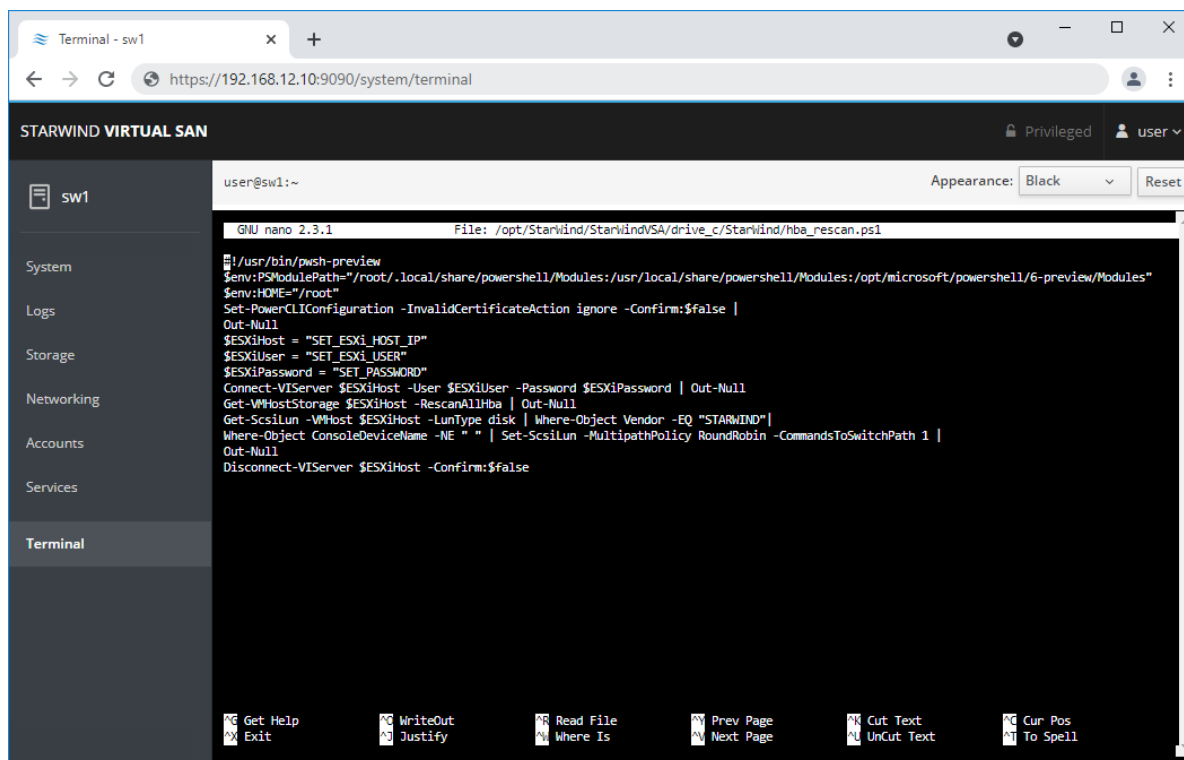 Terminal - sw1
https://192.168.12.10:9090/system/terminal
STARWIND VIRTUAL SAN
Privileged
user
sw1
user@sw1:~
Appearance:
Black
Reset
System
Logs
Storage
Networking
Accounts
Services
Terminal
GNU nano 2.3.1 File: /opt/StarWind/StarWindVSA/drive_c/StarWind/hba_rescan.ps1
#!/usr/bin/pwsh-preview
$env:PSModulePath="/root/.local/share/powershell/Modules:/usr/local/share/powershell/Modules:/opt/microsoft/powershell/6-preview/Modules"
$env:HOME="/root"
Set-PowerCLIConfiguration -InvalidCertificateAction ignore -Confirm:$false |
Out-Null
$ESXiHost = "SET_ESXi_HOST_IP"
$ESXiUser = "SET_ESXi_USER"
$ESXiPassword = "SET_PASSWORD"
Connect-VIServer $ESXiHost -User $ESXiUser -Password $ESXiPassword | Out-Null
Get-VMHostStorage $ESXiHost -RescanAllHba | Out-Null
Get-ScsiLun -VMHost $ESXiHost -LunType disk | Where-Object Vendor -EQ "STARWIND"|
Where-Object ConsoleDeviceName -NE " " | Set-ScsiLun -MultipathPolicy RoundRobin -CommandsToSwitchPath 1 |
Out-Null
Disconnect-VIServer $ESXiHost -Confirm:$false
^G Get Help ^O WriteOut ^R Read File ^Y Prev Page ^K Cut Text ^C Cur Pos
^X Exit ^J Justify ^W Where Is ^V Next Page ^U UnCut Text ^T To Spell